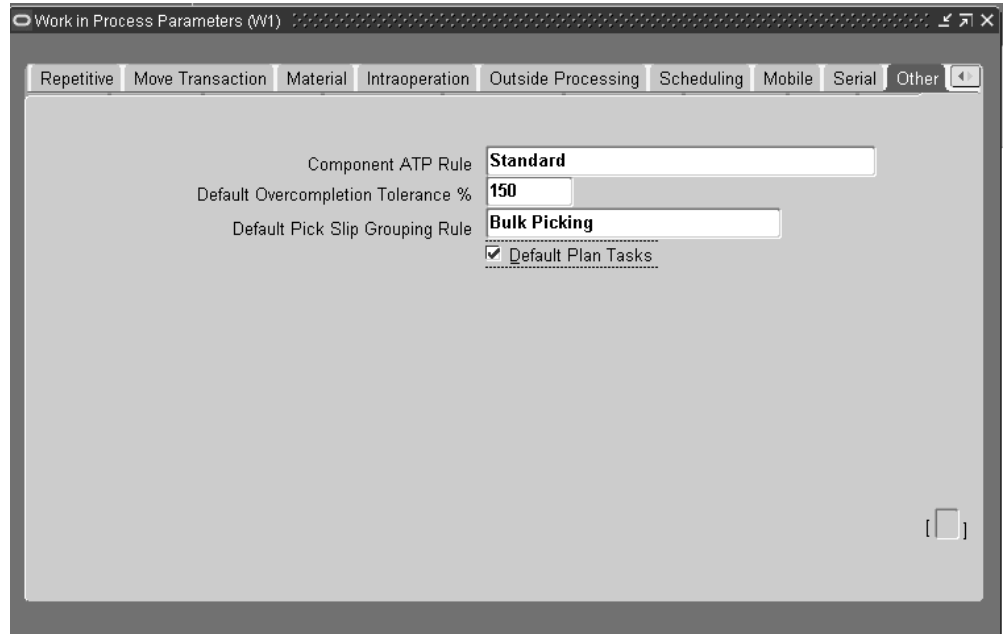 Work in Process Parameters (W1)
Repetitive Move Transaction Material Intraoperation Outside Processing Scheduling Mobile Serial Other
Component ATP Rule Standard
Default Overcompletion Tolerance % 150
Default Pick Slip Grouping Rule Bulk Picking
Default Plan Tasks
[ ]